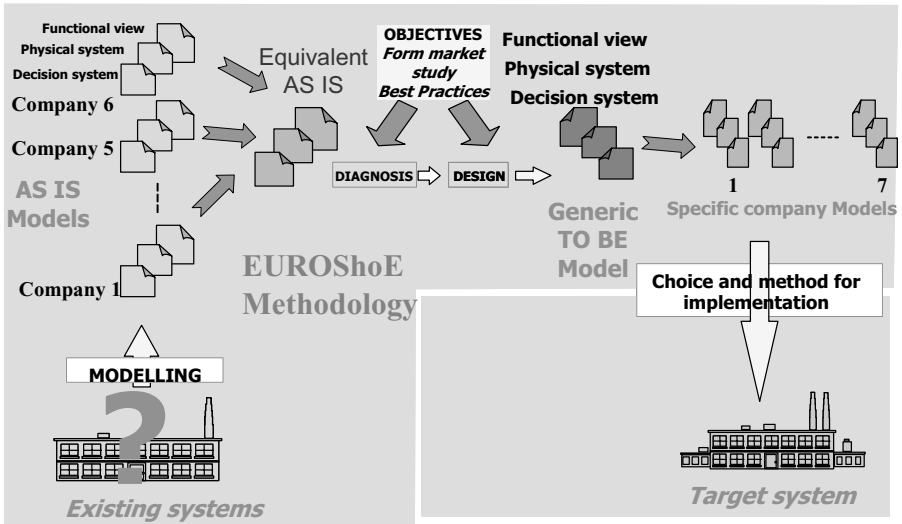 Functional view
Physical system
Decision system
Company 6
Company 5
AS IS
Models
Company 1
Equivalent
AS IS
OBJECTIVES
Form market
study
Best Practices
Functional view
Physical system
Decision system
DIAGNOSIS
DESIGN
Generic
TO BE
Model
1
7
Specific company Models
EUROShoE
Methodology
Choice and method for
implementation
MODELLING
?
Existing systems
Target system